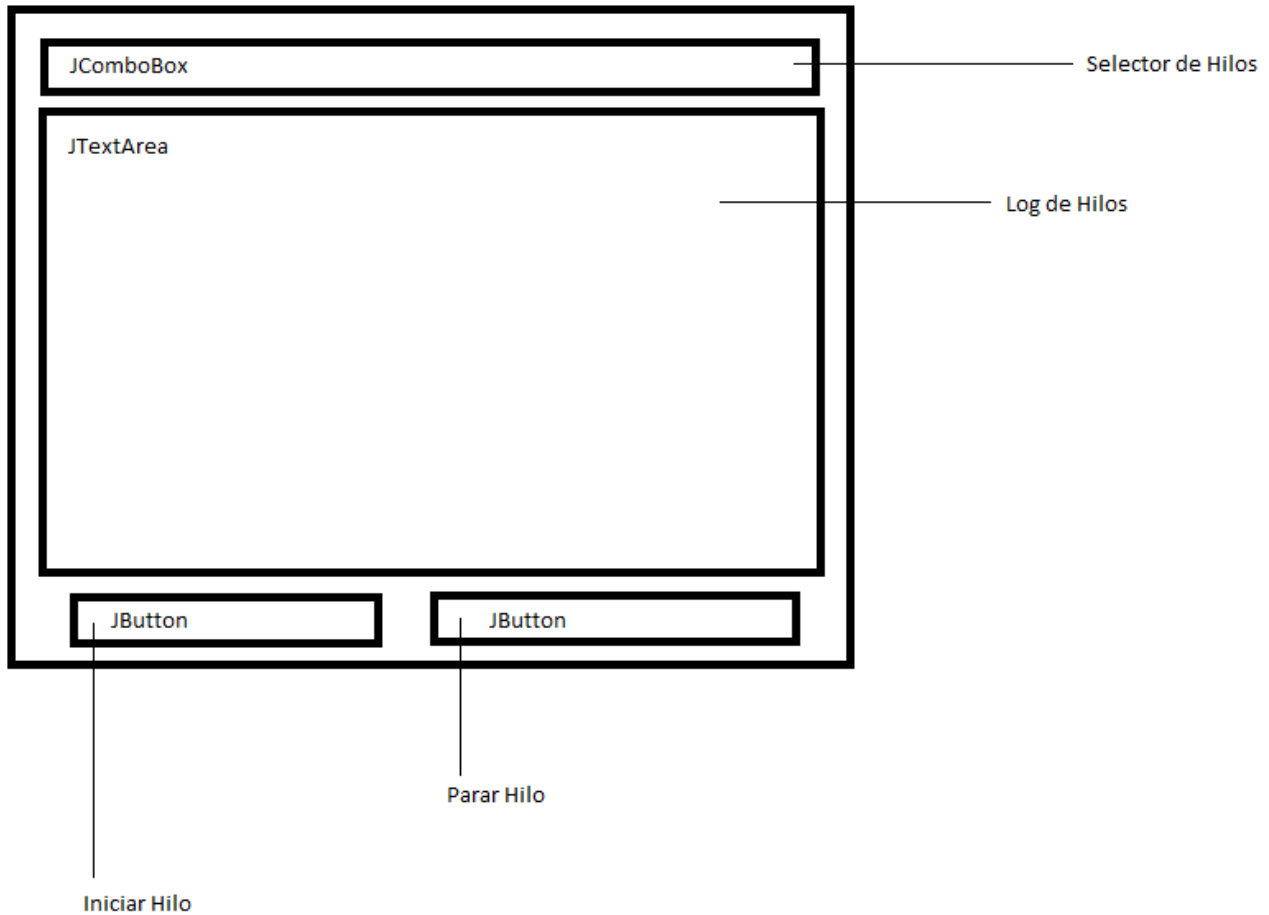 JComboBox
Selector de Hilos
JTextArea
Log de Hilos
JButton
JButton
Parar Hilo
Iniciar Hilo